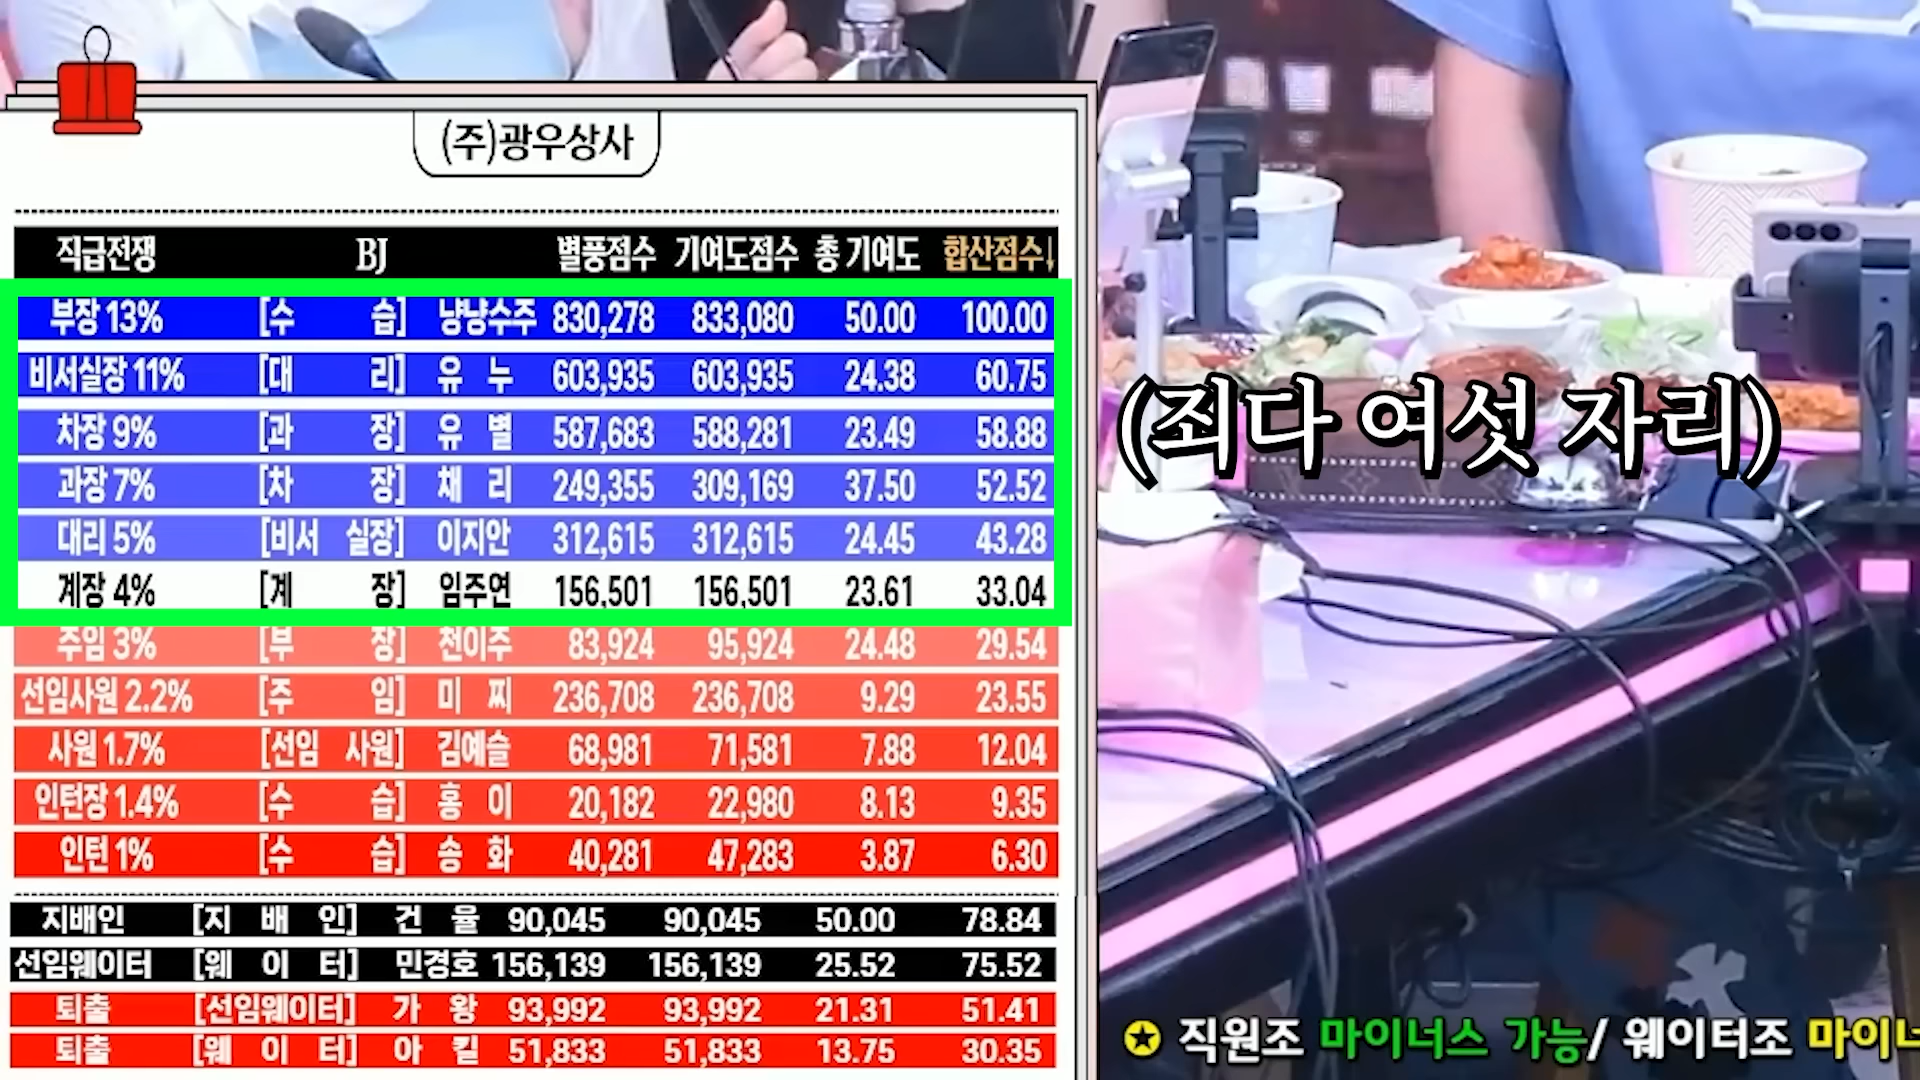 (주)광우상사
직급전쟁 BJ 별풍점수 기여도점수 총 기여도 합산점수↓
부장 13% [수 습] 냥냥수주 830,278 833,080 50.00 100.00
비서실장 11% [대 리] 유 누 603,935 603,935 24.38 60.75
차장 9% [과 장] 유 별 587,683 588,281 23.49 58.88
과장 7% [차 장] 채 리 249,355 309,169 37.50 52.52
대리 5% [비서 실장] 이지안 312,615 312,615 24.45 43.28
계장 4% [계 장] 임주연 156,501 156,501 23.61 33.04
주임 3% [부 장] 천이주 83,924 95,924 24.48 29.54
선임사원 2.2% [주 임] 미 찌 236,708 236,708 9.29 23.55
사원 1.7% [선임 사원] 김예슬 68,981 71,581 7.88 12.04
인턴장 1.4% [수 습] 홍 이 20,182 22,980 8.13 9.35
인턴 1% [수 습] 송 화 40,281 47,283 3.87 6.30
지배인 [지 배 인] 건 율 90,045 90,045 50.00 78.84
선임웨이터 [웨 이 터] 민경호 156,139 156,139 25.52 75.52
퇴출 [선임웨이터] 가 왕 93,992 93,992 21.31 51.41
퇴출 [웨 이 터] 아 킬 51,833 51,833 13.75 30.35
(죄다 여섯 자리)
직원조 마이너스 가능/ 웨이터조 마이너